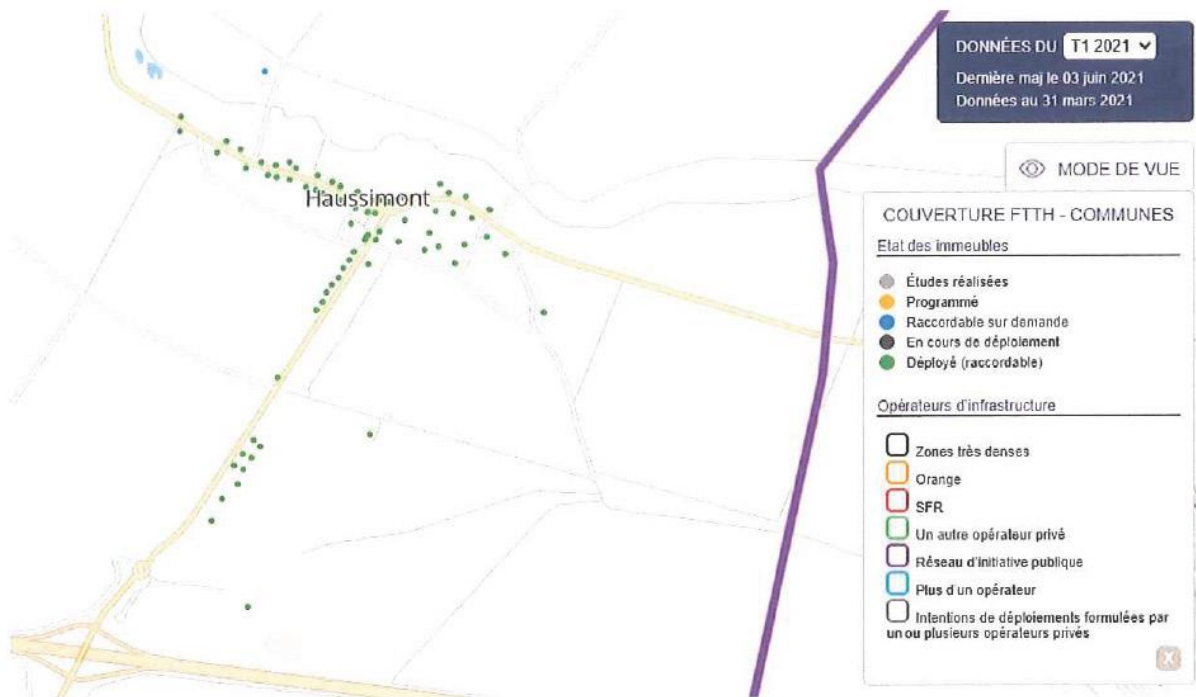 DONNÉES DU T1 2021
Dernière maj le 03 juin 2021
Données au 31 mars 2021
MODE DE VUE
Haussimont
COUVERTURE FTTH - COMMUNES
Etat des immeubles
Études réalisées
Programmé
Raccordable sur demande
En cours de déploiement
Déployé (raccordable)
Opérateurs d'infrastructure
Zones très denses
Orange
SFR
Un autre opérateur privé
Réseau d'initiative publique
Plus d'un opérateur
Intentions de déploiements formulées par
un ou plusieurs opérateurs privés
X